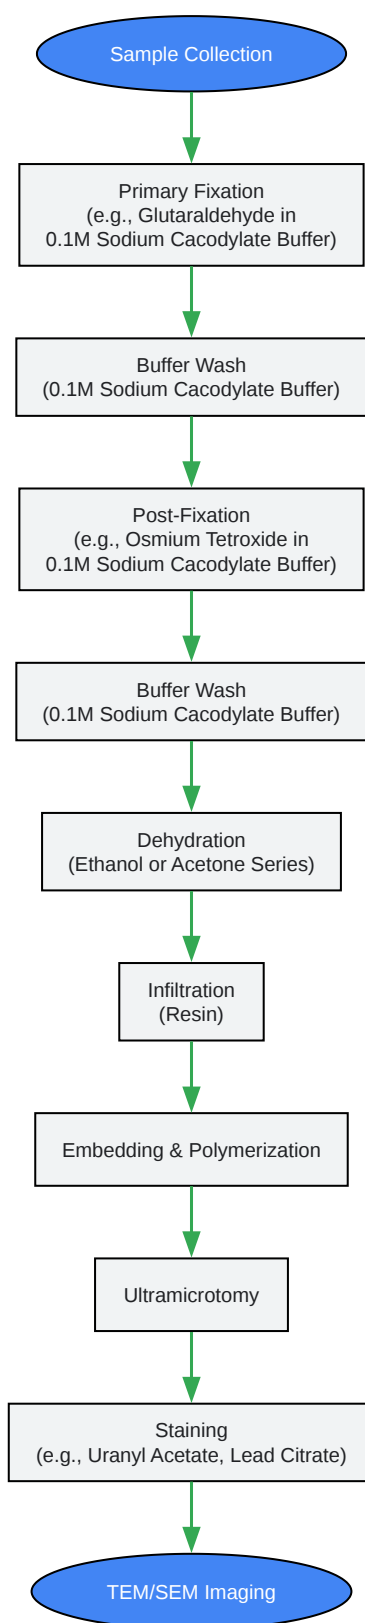 Sample Collection
Primary Fixation
(e.g., Glutaraldehyde in
0.1M Sodium Cacodylate Buffer)
Buffer Wash
(0.1M Sodium Cacodylate Buffer)
Post-Fixation
(e.g., Osmium Tetroxide in
0.1M Sodium Cacodylate Buffer)
Buffer Wash
(0.1M Sodium Cacodylate Buffer)
Dehydration
(Ethanol or Acetone Series)
Infiltration
(Resin)
Embedding & Polymerization
Ultramicrotomy
Staining
(e.g., Uranyl Acetate, Lead Citrate)
TEM/SEM Imaging